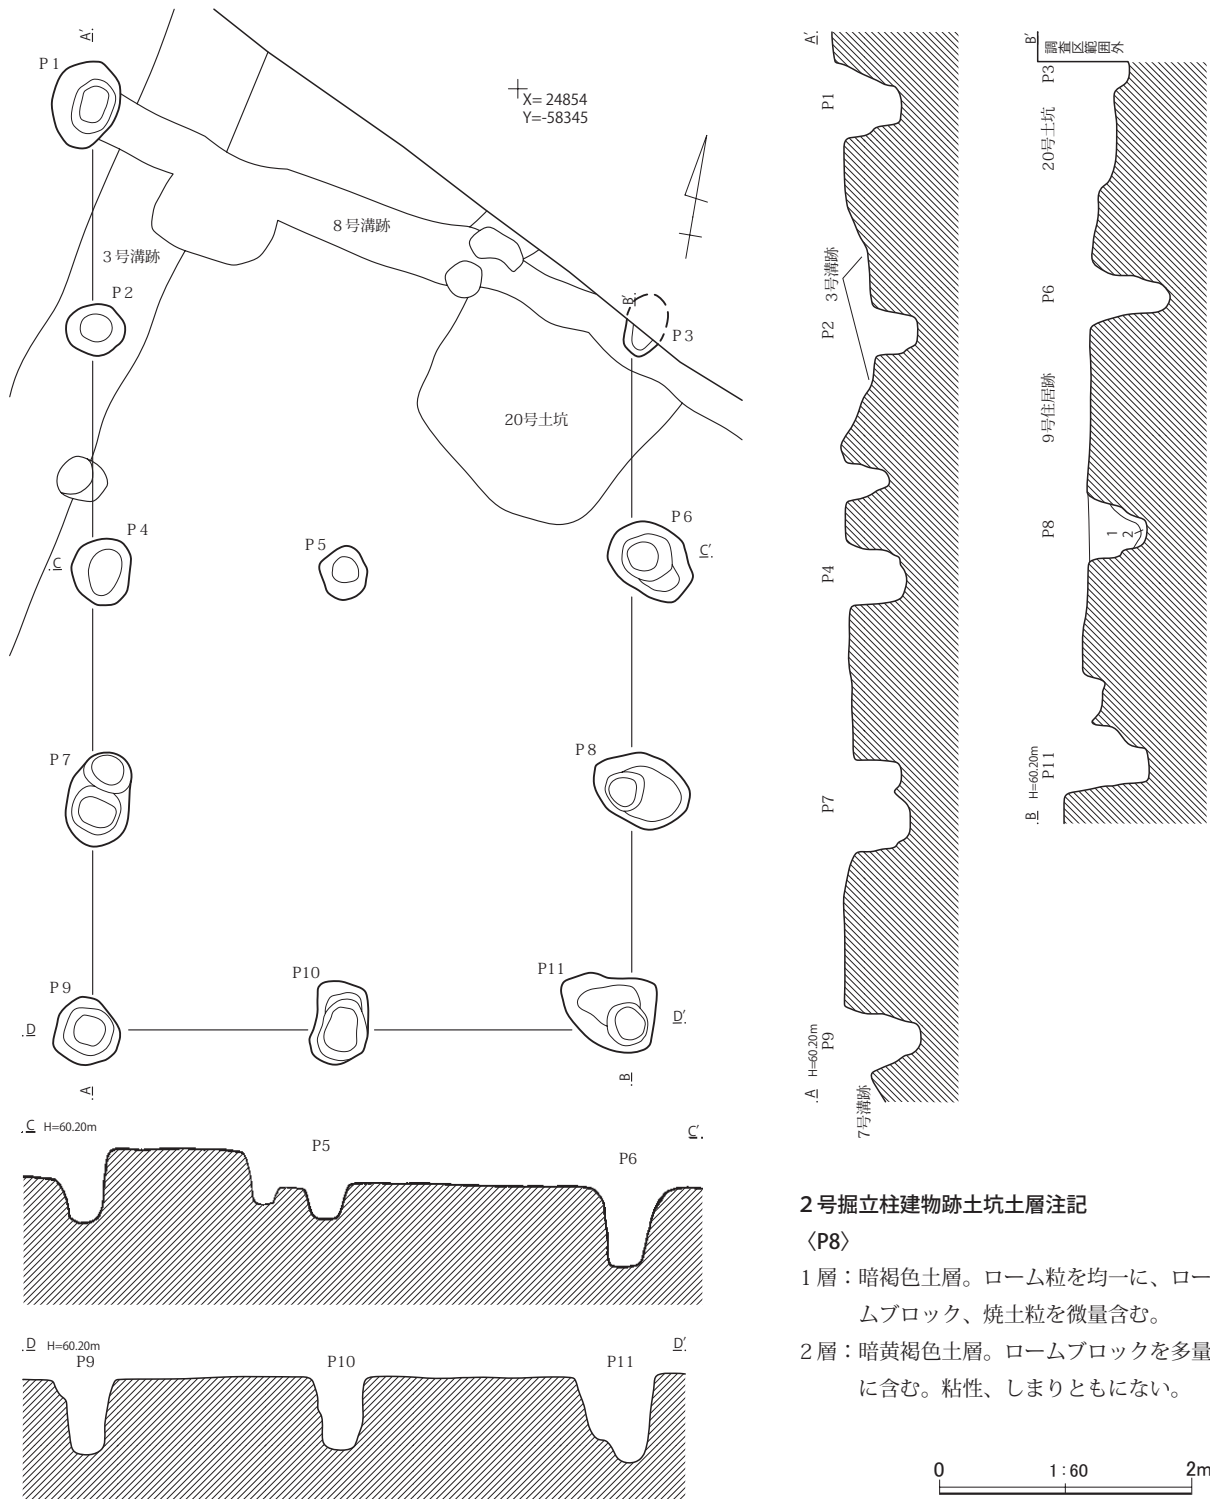 A′
P1
X= 24854
Y=-58345
8号溝跡
3号溝跡
P2
B′
P3
20号土坑
P4
C
P5
P6
C′
P7
P8
P9
P10
P11
D
D′
A
B
C H=60.20m
C′
P5
P6
D H=60.20m
D′
P9
P10
P11
A′
P1
3号溝跡
P2
P4
P7
P9
A H=60.20m
7号溝跡
B′
調査区範囲外
P3
20号土坑
P6
9号住居跡
P8
1
2
P11
B H=60.20m
2号掘立柱建物跡土坑土層注記
〈P8〉
1層：暗褐色土層。ローム粒を均一に、ロー
ムブロック、焼土粒を微量含む。
2層：暗黄褐色土層。ロームブロックを多量
に含む。粘性、しまりともにない。
0 1:60 2m